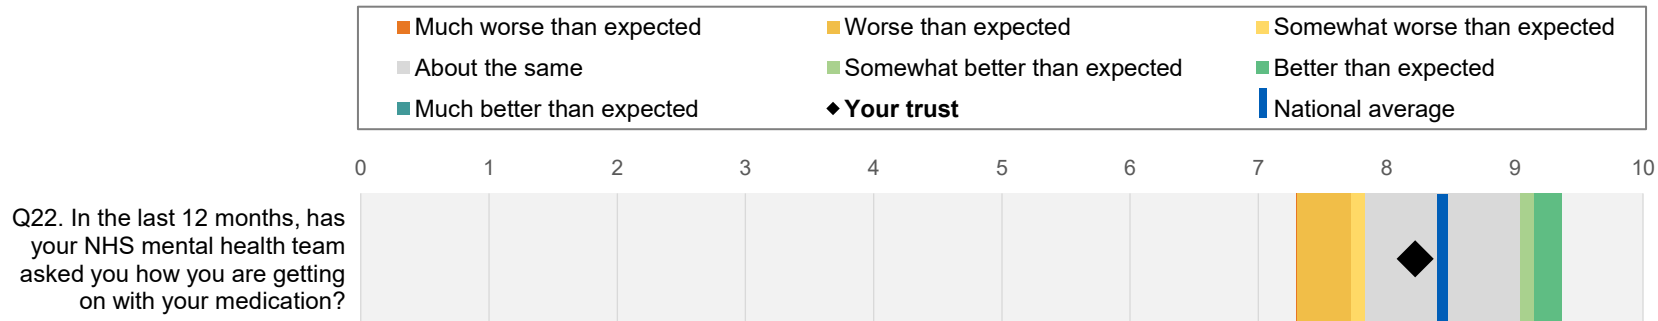 Much worse than expected Worse than expected Somewhat worse than expected
About the same Somewhat better than expected Better than expected
Much better than expected Your trust National average
0 1 2 3 4 5 6 7 8 9 10
Q22. In the last 12 months, has
your NHS mental health team
asked you how you are getting
on with your medication?